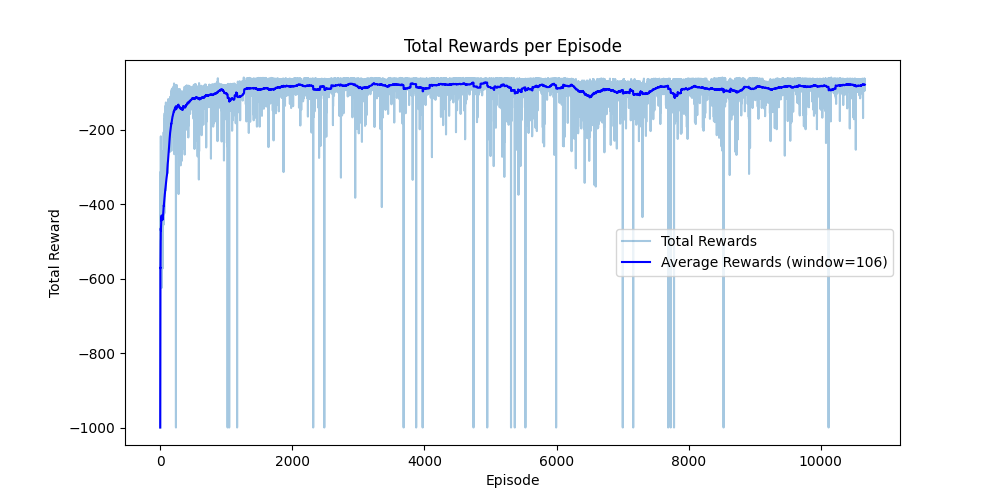 Total Rewards per Episode
Total Reward
−200
−400
−600
−800
−1000
Total Rewards
Average Rewards (window=106)
0 2000 4000 6000 8000 10000
Episode